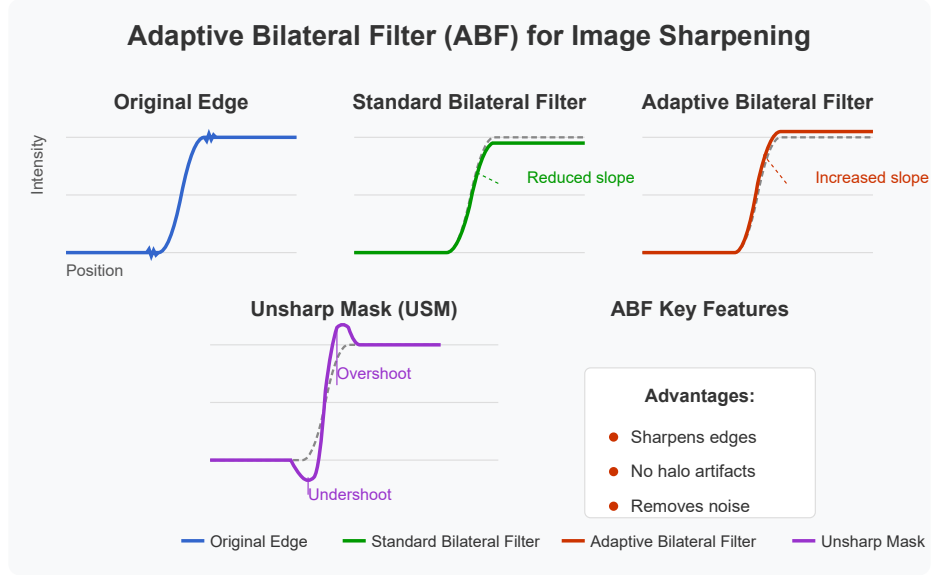 Adaptive Bilateral Filter (ABF) for Image Sharpening
Original Edge
Standard Bilateral Filter
Adaptive Bilateral Filter
Intensity
Reduced slope
Increased slope
Position
Unsharp Mask (USM)
ABF Key Features
Overshoot
Undershoot
Advantages:
Sharpens edges
No halo artifacts
Removes noise
Original Edge
Standard Bilateral Filter
Adaptive Bilateral Filter
Unsharp Mask